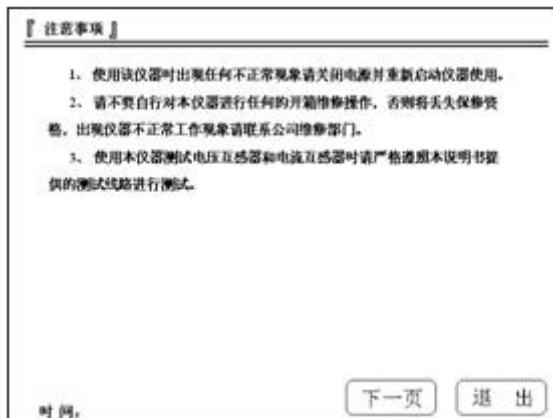 『 注意事项 』
1、 使用该仪器时出现任何不正常现象请关闭电源并重新启动仪器使用。
2、 请不要自行对本仪器进行任何的开箱维修操作，否则将丢失保修资
格，出现仪器不正常工作现象请联系公司维修部门。
3、 使用本仪器测试电压互感器和电流互感器时请严格遵照本说明书提
供的测试线路进行测试。
时 间：
下一页
退 出